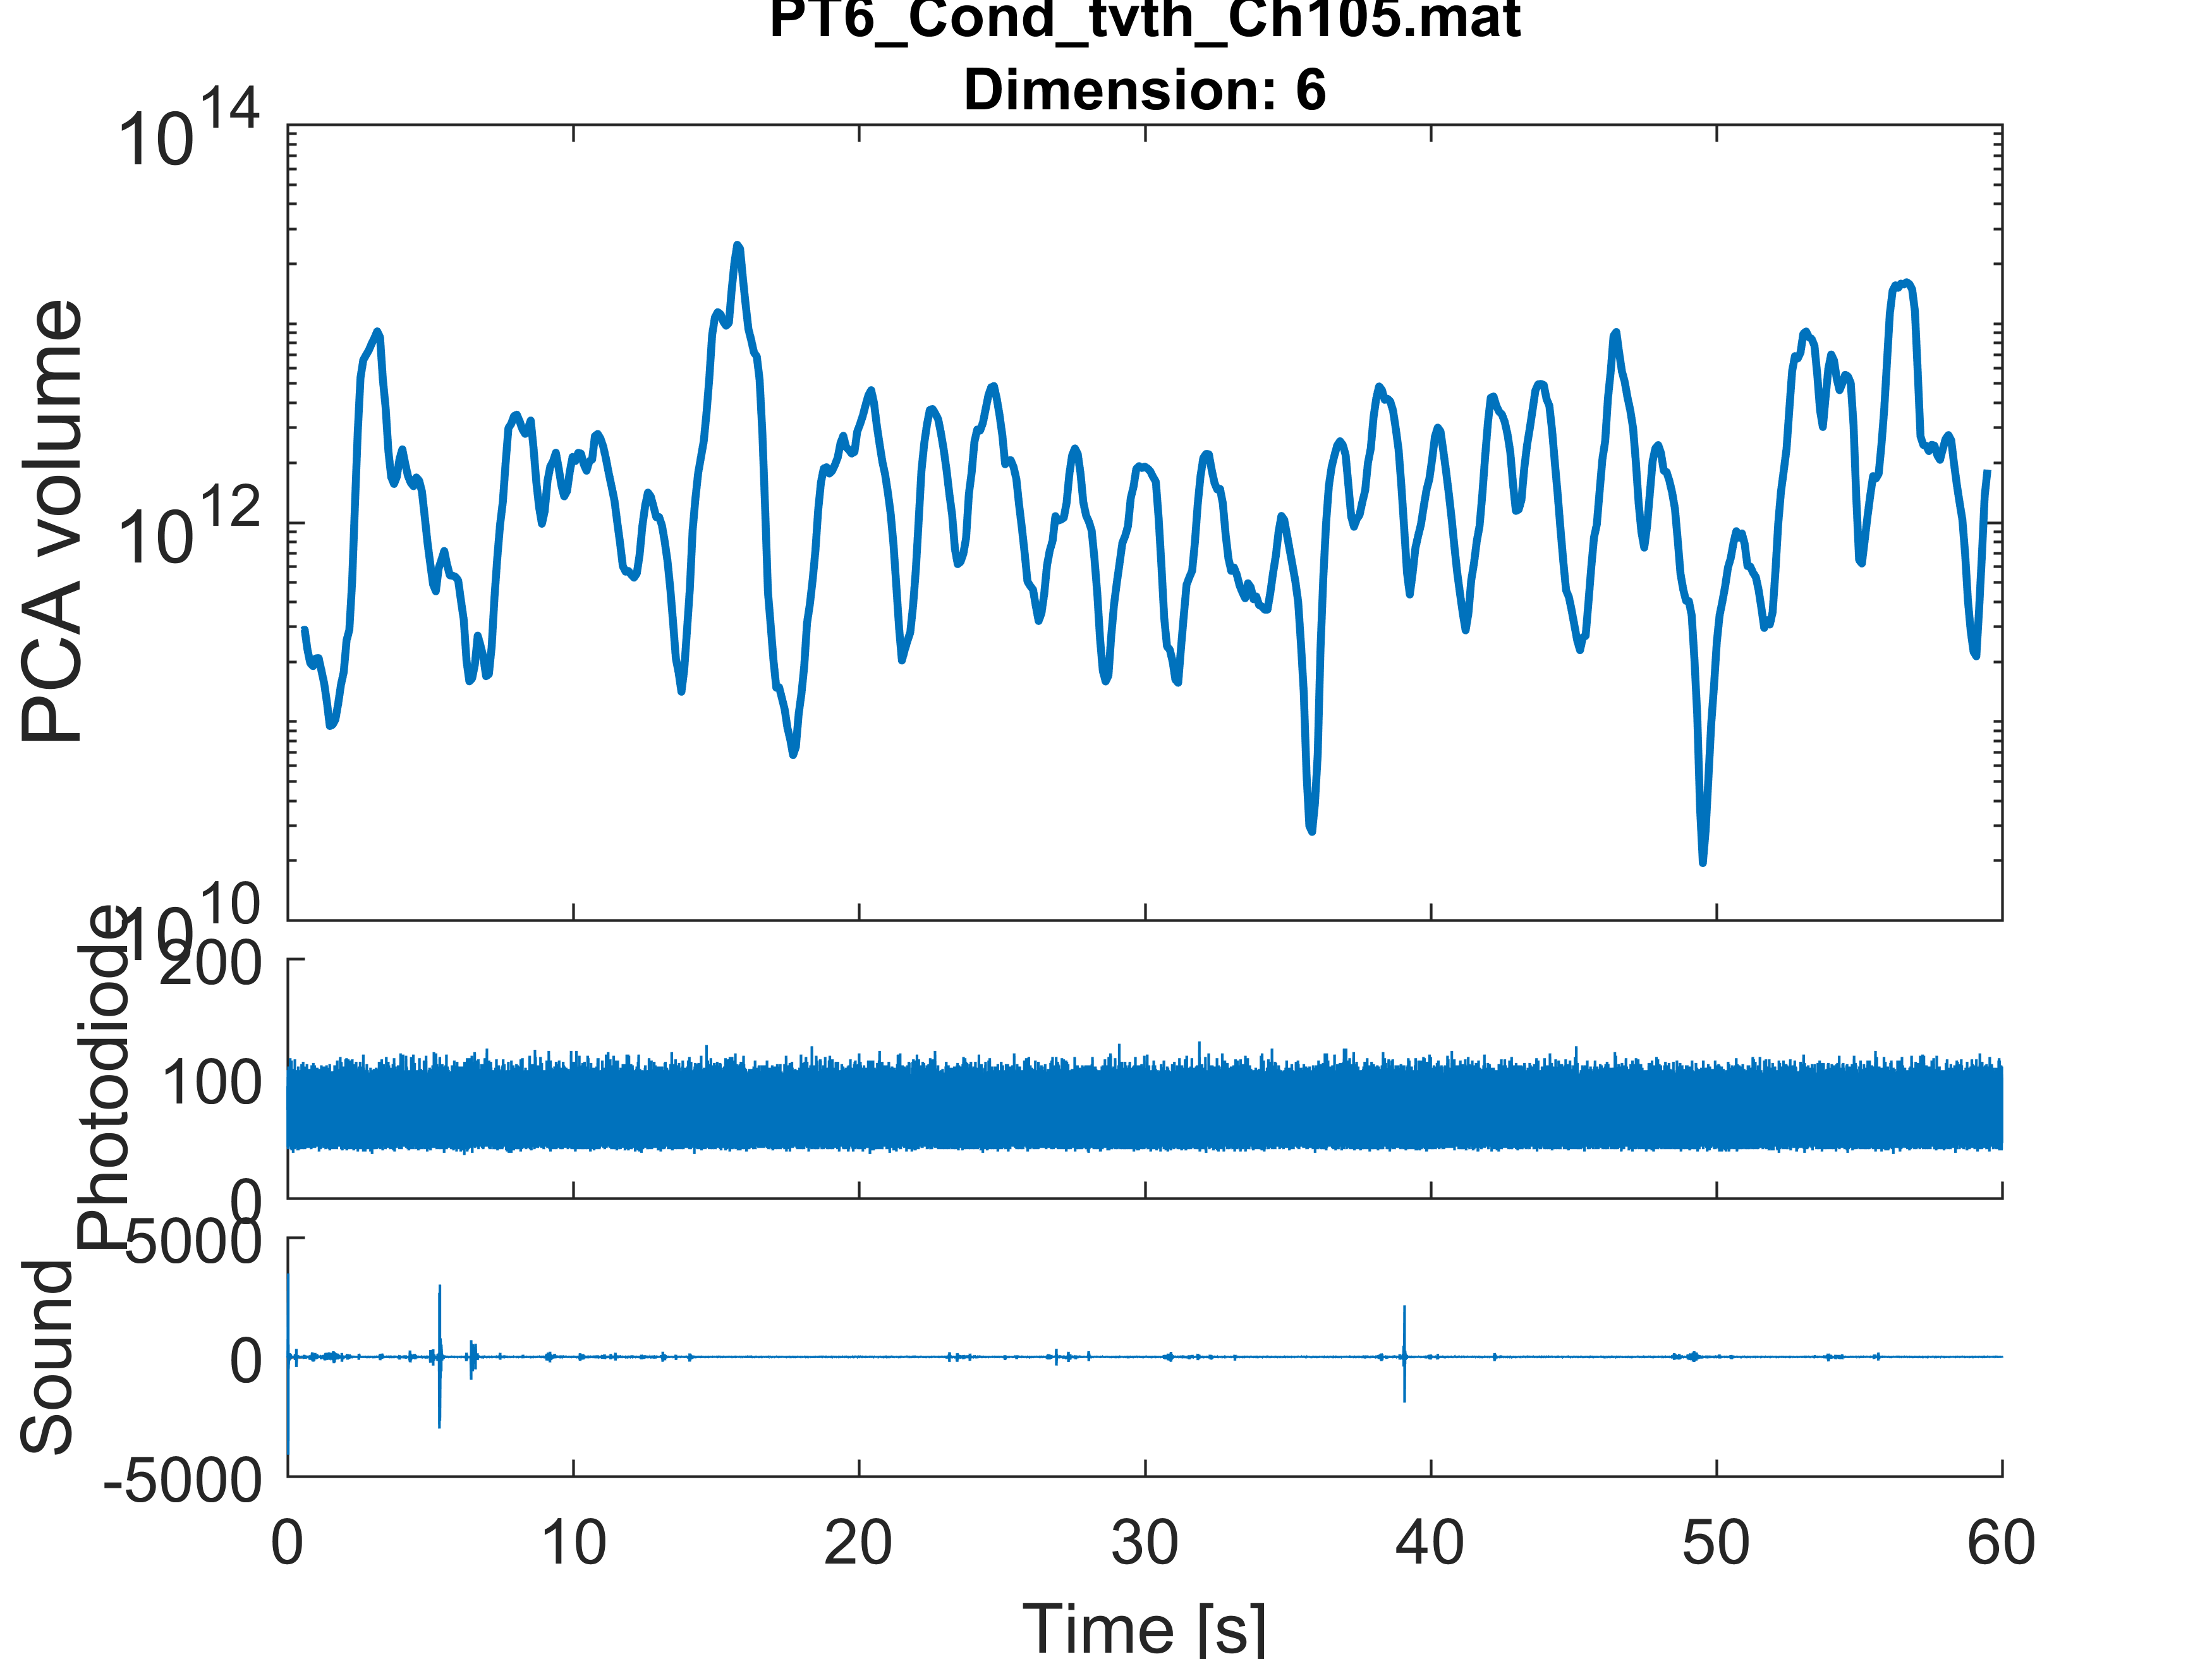 PT6_Cond_tvth_Ch105.mat
Dimension: 6
10^14
10^12
10^10
PCA volume
200
100
0
Photodiode
5000
0
-5000
Sound
0 10 20 30 40 50 60
Time [s]